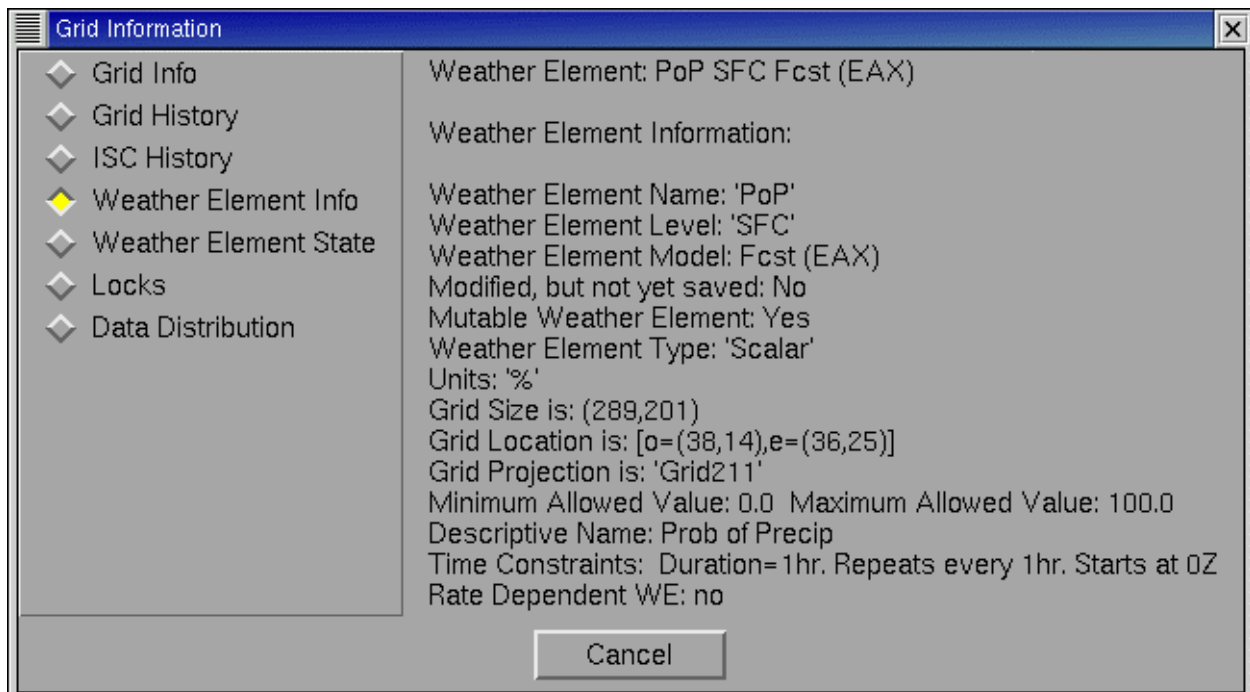 Grid Information
Grid Info
Grid History
ISC History
Weather Element Info
Weather Element State
Locks
Data Distribution
Weather Element: PoP SFC Fcst (EAX)
Weather Element Information:
Weather Element Name: 'PoP'
Weather Element Level: 'SFC'
Weather Element Model: Fcst (EAX)
Modified, but not yet saved: No
Mutable Weather Element: Yes
Weather Element Type: 'Scalar'
Units: '%'
Grid Size is: (289,201)
Grid Location is: [o=(38,14),e=(36,25)]
Grid Projection is: 'Grid211'
Minimum Allowed Value: 0.0  Maximum Allowed Value: 100.0
Descriptive Name: Prob of Precip
Time Constraints:  Duration=1hr. Repeats every 1hr. Starts at 0Z
Rate Dependent WE: no
Cancel